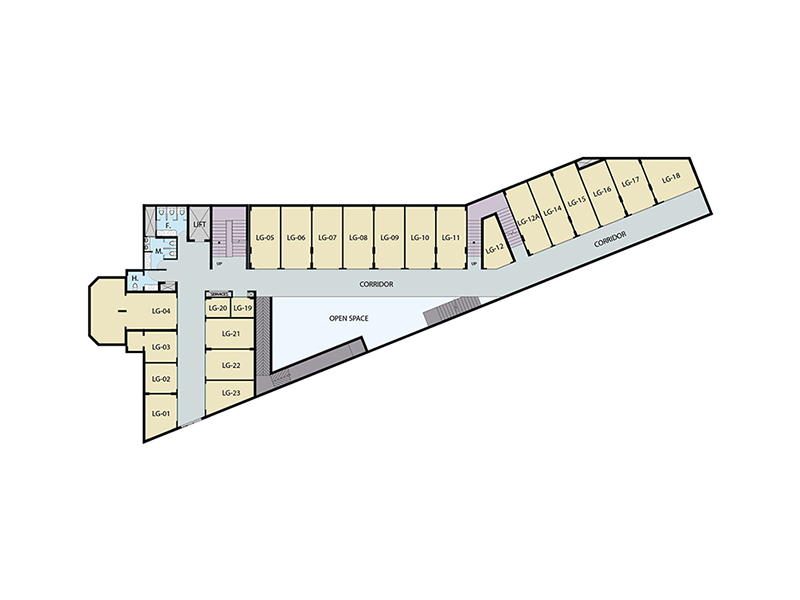 LG-18
LG-17
LG-16
LG-15
LG-14
LG-12A
F.
LIFT
LG-05
LG-06
LG-07
LG-08
LG-09
LG-10
LG-11
LG-12
CORRIDOR
M.
UP
UP
H.
CORRIDOR
SERVICES
LG-04
LG-20
LG-19
OPEN SPACE
LG-21
LG-03
LG-22
LG-02
LG-23
LG-01